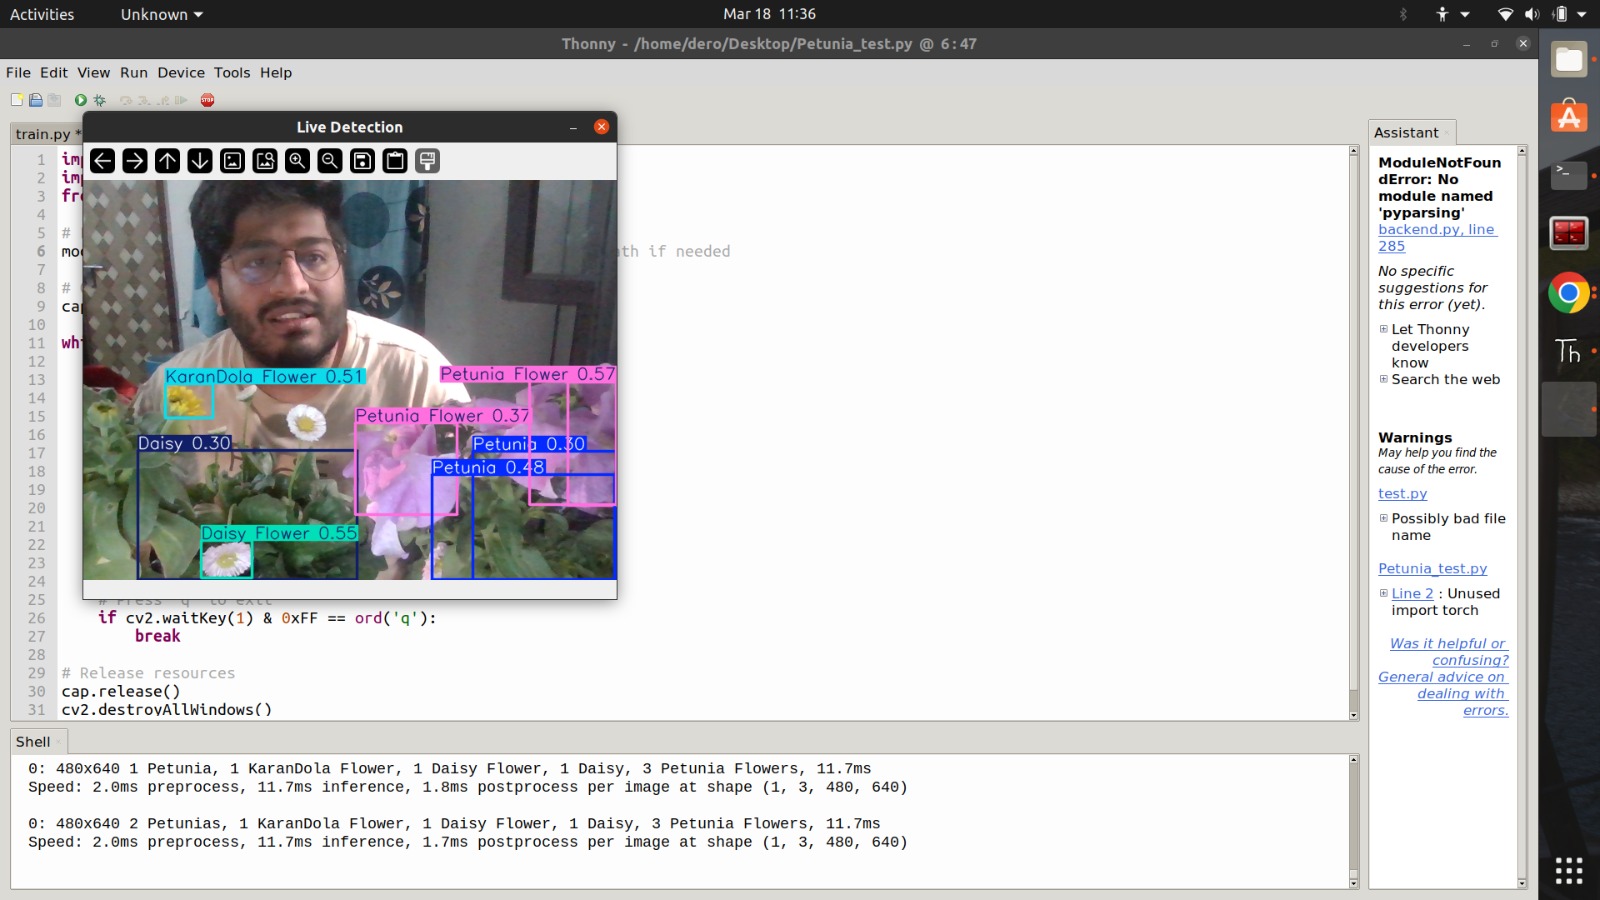 Activities
Unknown
Mar 18 11:36
Thonny - /home/dero/Desktop/Petunia_test.py @ 6:47
File Edit View Run Device Tools Help
STOP
train.py *
Live Detection
1
2
3
4
5 #
6
7
8 #
9
10
11
12
13
14
15
16
17
18
19
20
21
22
23
24
25
if needed
KaranDola Flower 0.51
Petunia Flower 0.57
Petunia Flower 0.37
Daisy 0.30
Petunia 0.30
Petunia 0.48
Daisy Flower 0.55
26 if cv2.waitKey(1) & 0xFF == ord('q'):
27 break
28
29 # Release resources
30 cap.release()
31 cv2.destroyAllWindows()
Shell
0: 480x640 1 Petunia, 1 KaranDola Flower, 1 Daisy Flower, 1 Daisy, 3 Petunia Flowers, 11.7ms
Speed: 2.0ms preprocess, 11.7ms inference, 1.8ms postprocess per image at shape (1, 3, 480, 640)
0: 480x640 2 Petunias, 1 KaranDola Flower, 1 Daisy Flower, 1 Daisy, 3 Petunia Flowers, 11.7ms
Speed: 2.0ms preprocess, 11.7ms inference, 1.7ms postprocess per image at shape (1, 3, 480, 640)
Assistant
ModuleNotFoun
dError: No
module named
'pyparsing'
backend.py, line
285
No specific
suggestions for
this error (yet).
Let Thonny
developers
know
Search the web
Warnings
May help you find the
cause of the error.
test.py
Possibly bad file
name
Petunia_test.py
Line 2 : Unused
import torch
Was it helpful or
confusing?
General advice on
dealing with
errors.
Th